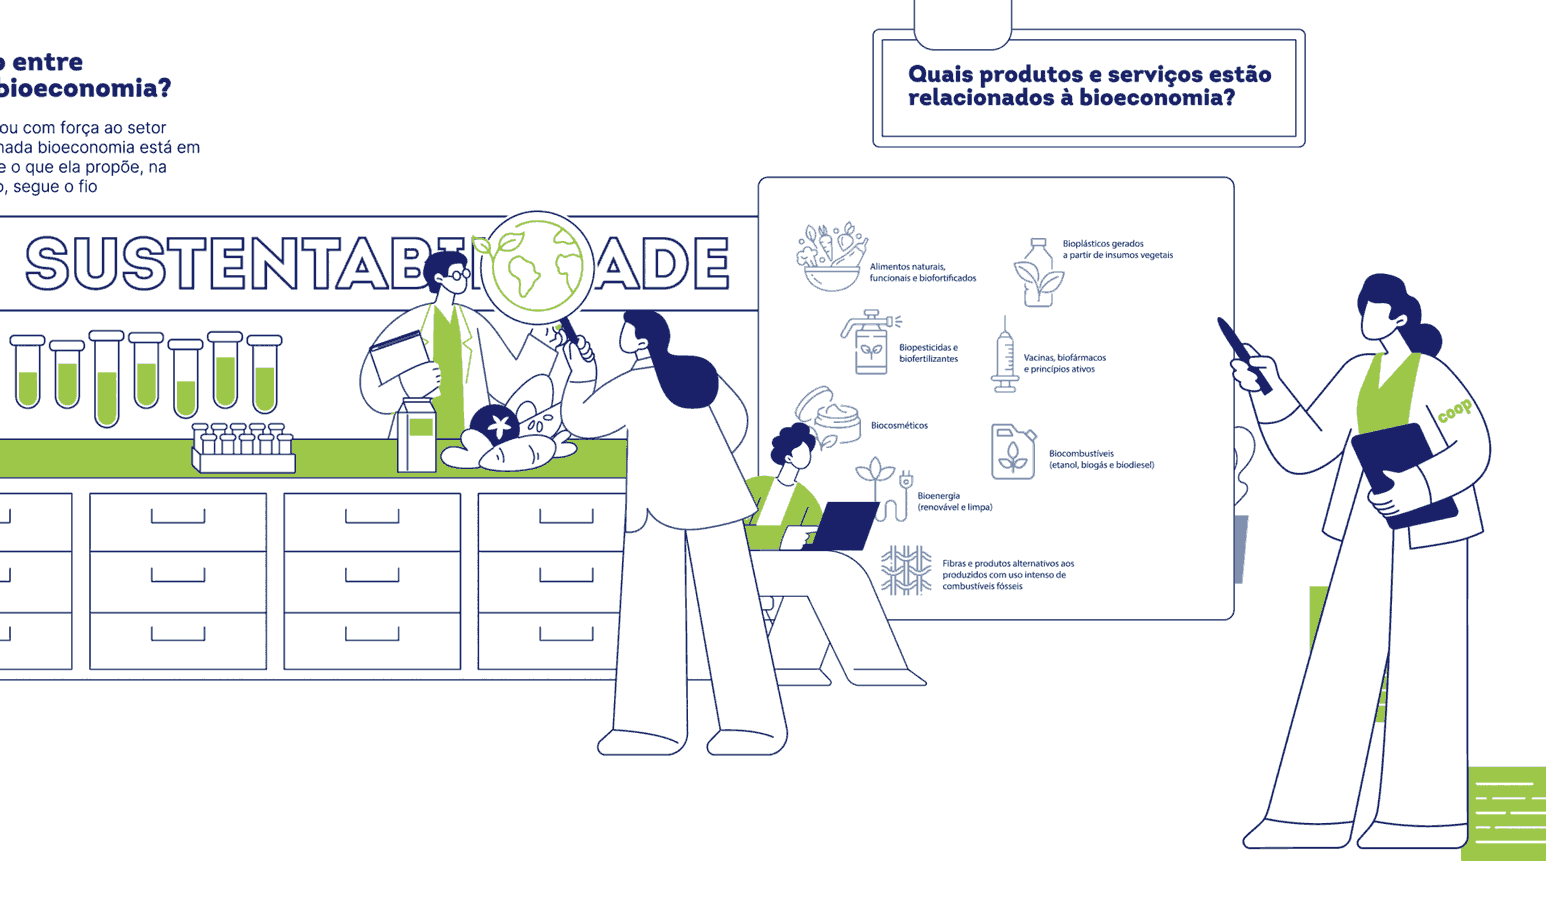 o entre
bioeconomia?
ou com força ao setor
nada bioeconomia está em
e o que ela propõe, na
o, segue o fio
SUSTENTAB ADE
Quais produtos e serviços estão
relacionados à bioeconomia?
Alimentos naturais,
funcionais e biofortificados
Bioplásticos gerados
a partir de insumos vegetais
Biopesticidas e
biofertilizantes
Vacinas, biofármacos
e princípios ativos
Biocosméticos
Biocombustíveis
(etanol, biogás e biodiesel)
Bioenergia
(renovável e limpa)
Fibras e produtos alternativos aos
produzidos com uso intenso de
combustíveis fósseis
coop